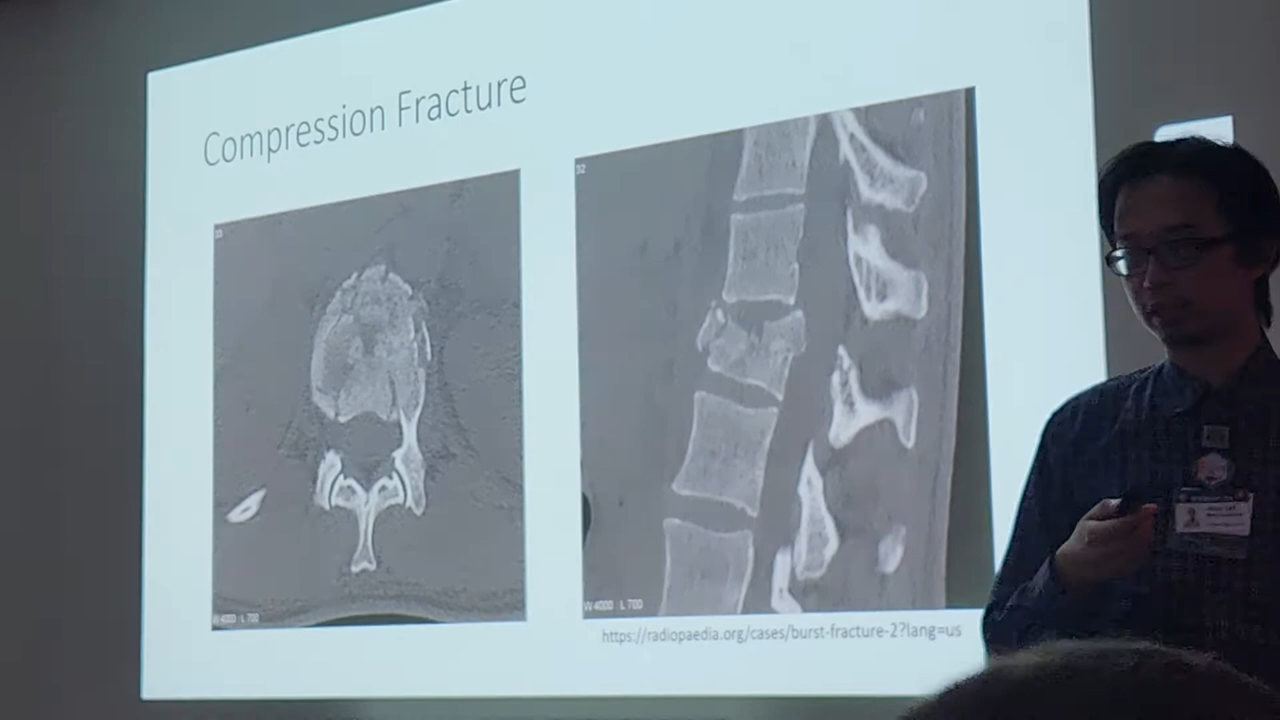 Compression Fracture
W 4000 L 700
W 4000 L 700
https://radiopaedia.org/cases/burst-fracture-2?lang=us